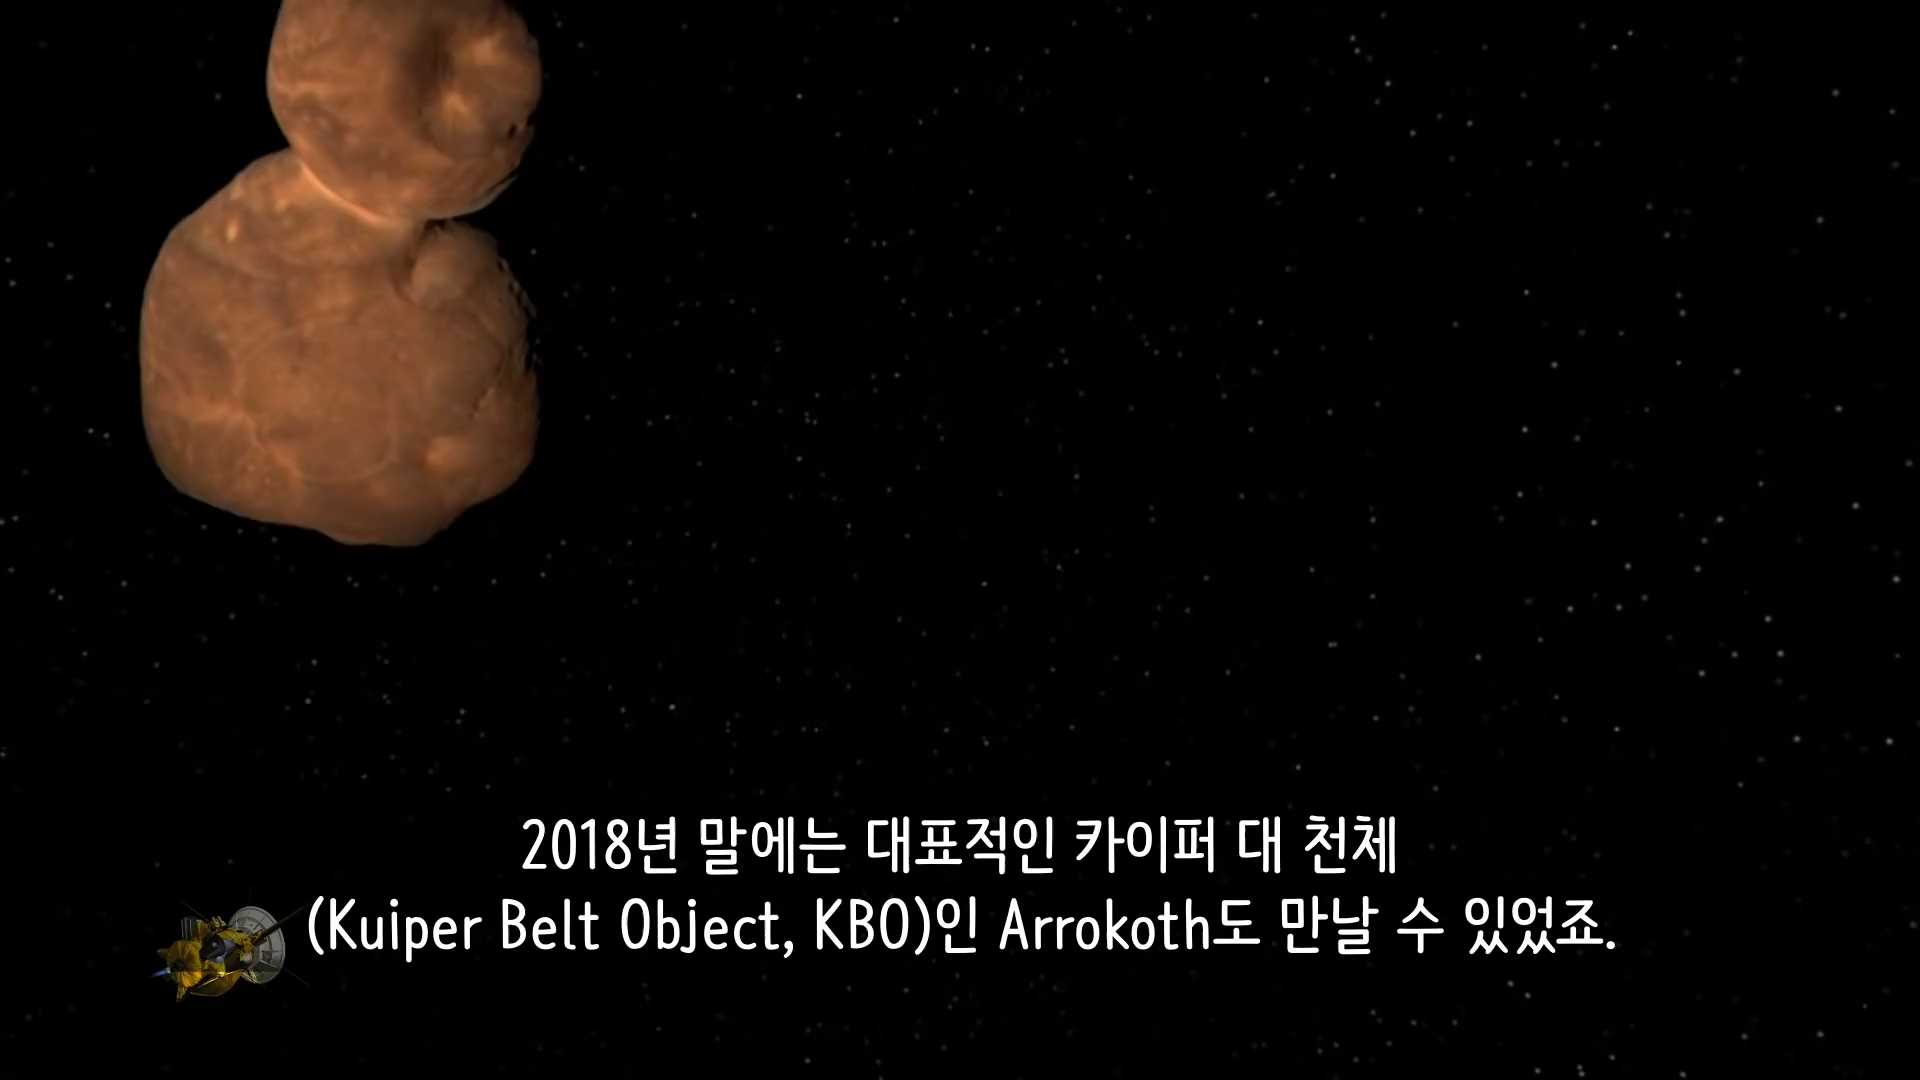 2018년 말에는 대표적인 카이퍼 대 천체
(Kuiper Belt Object, KBO)인 Arrokoth도 만날 수 있었죠.